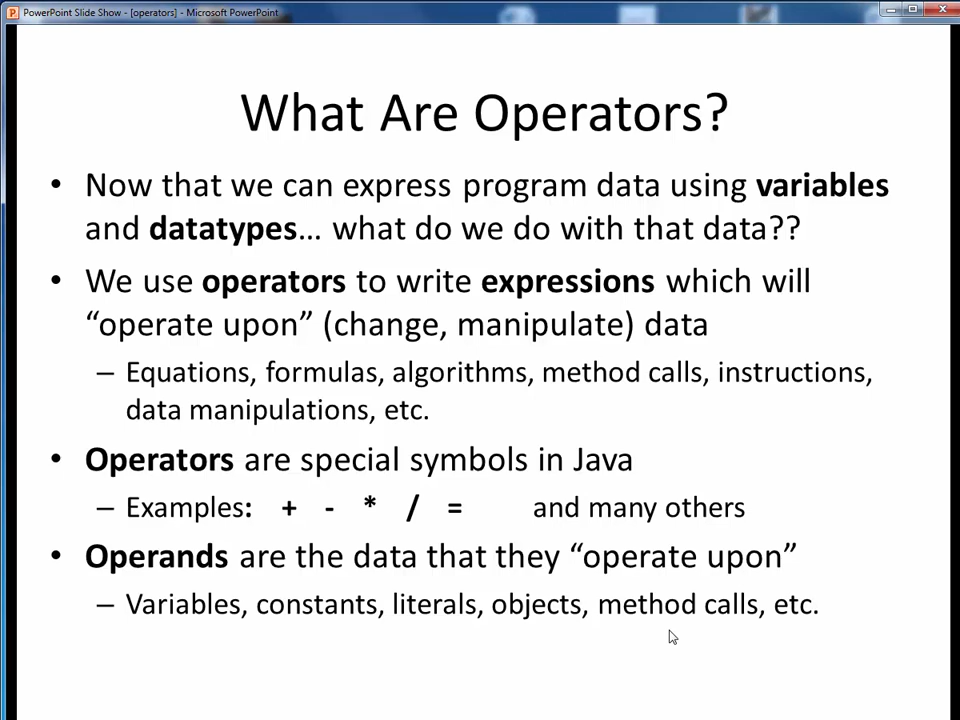 PowerPoint Slide Show - [operators] - Microsoft PowerPoint
What Are Operators?
• Now that we can express program data using variables
and datatypes… what do we do with that data??
• We use operators to write expressions which will
“operate upon” (change, manipulate) data
– Equations, formulas, algorithms, method calls, instructions,
data manipulations, etc.
• Operators are special symbols in Java
– Examples: + - * / = and many others
• Operands are the data that they “operate upon”
– Variables, constants, literals, objects, method calls, etc.